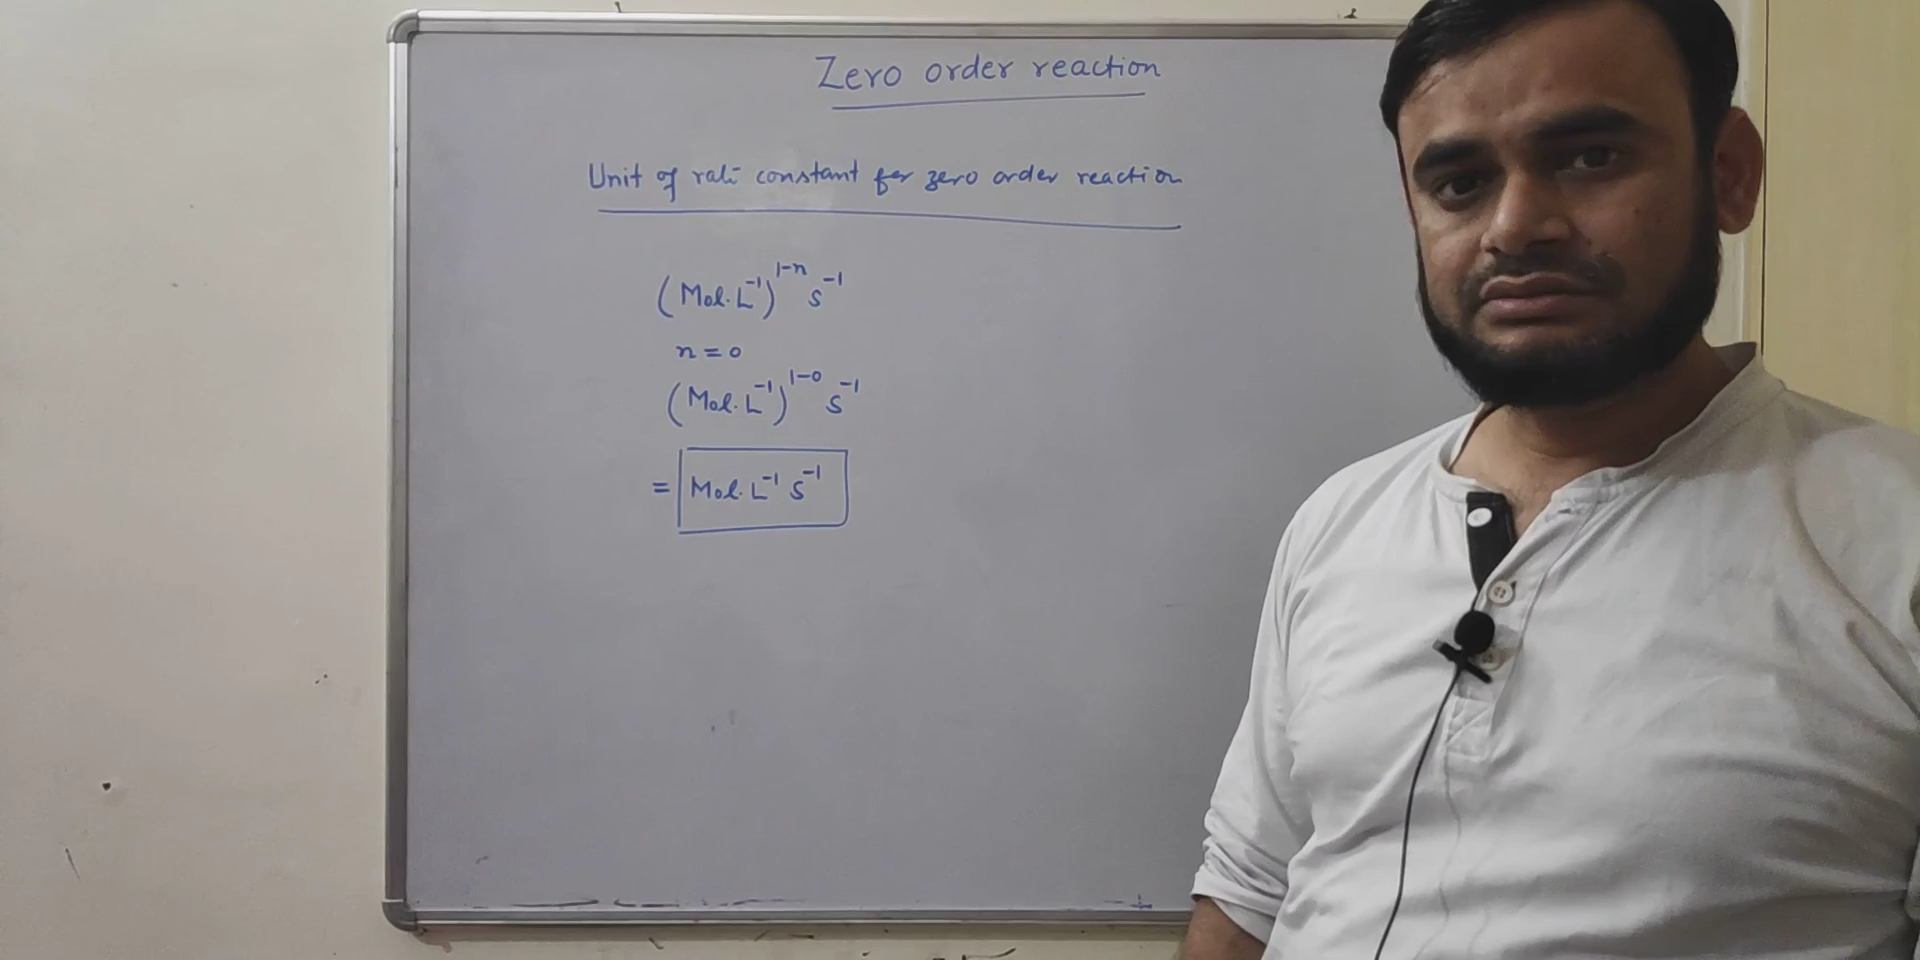 Zero order reaction
Unit of rate constant for zero order reaction
(Mol. L⁻¹)¹⁻ⁿ s⁻¹
n = 0
(Mol. L⁻¹)¹⁻⁰ s⁻¹
= Mol. L⁻¹ s⁻¹